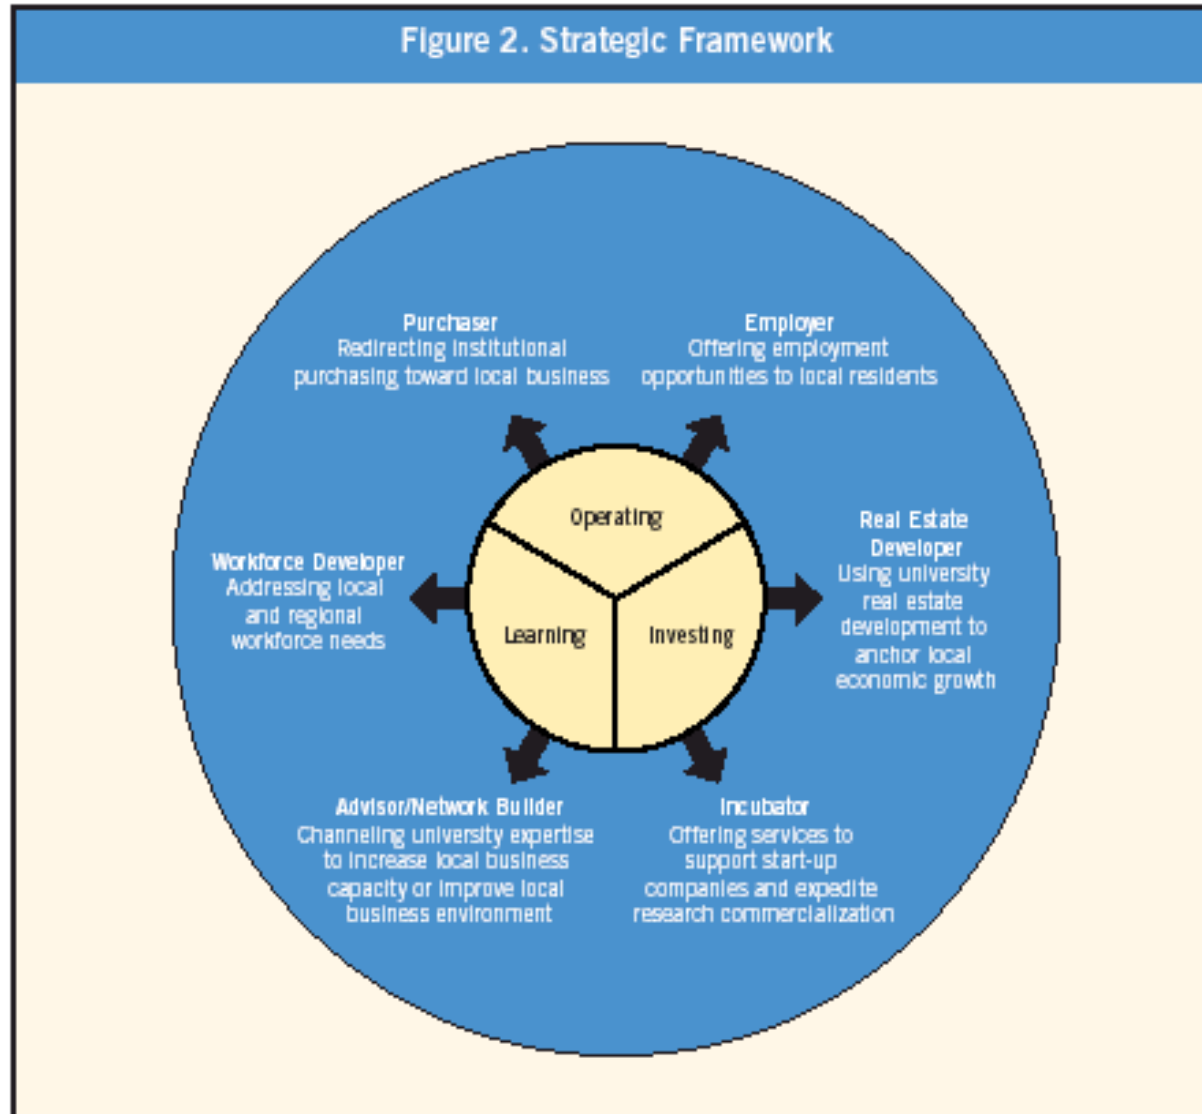 Figure 2. Strategic Framework
Purchaser
Redirecting institutional
purchasing toward local business
Employer
Offering employment
opportunities to local residents
Operating
Workforce Developer
Addressing local
and regional
workforce needs
Learning
Investing
Real Estate
Developer
Using university
real estate
development to
anchor local
economic growth
Advisor/Network Builder
Channeling university expertise
to increase local business
capacity or improve local
business environment
Incubator
Offering services to
support start-up
companies and expedite
research commercialization